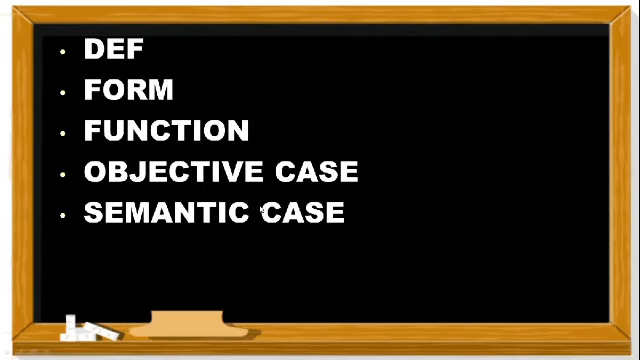 DEF
FORM
FUNCTION
OBJECTIVE CASE
SEMANTIC CASE